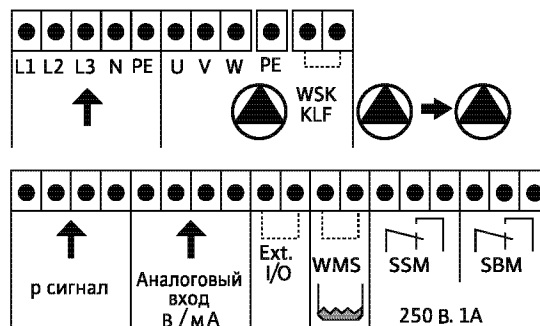 L1 L2 L3 N PE U V W PE
WSK
KLF
p сигнал
Аналоговый
вход
В / мА
Ext.
I/O
WMS
SSM
SBM
250 В. 1А